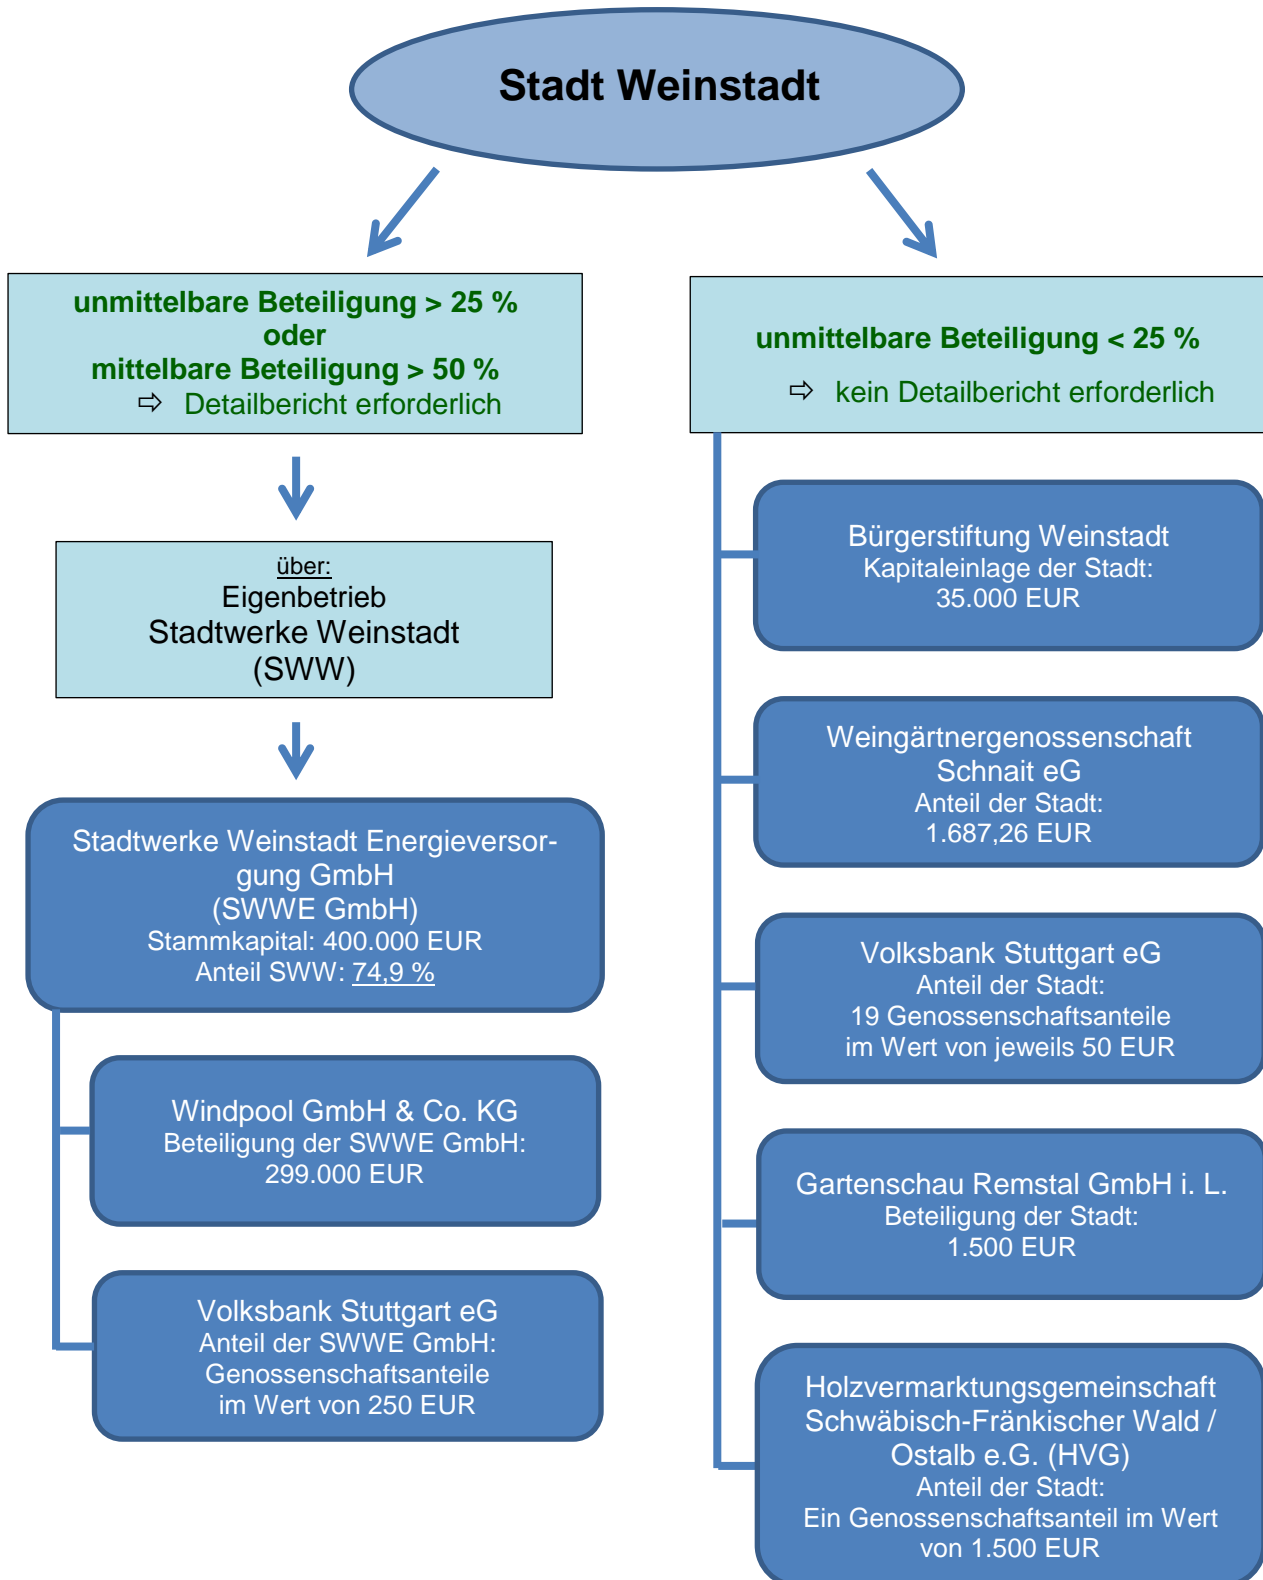 Stadt Weinstadt
unmittelbare Beteiligung > 25 %
oder
mittelbare Beteiligung > 50 %
⇨ Detailbericht erforderlich
über:
Eigenbetrieb
Stadtwerke Weinstadt
(SWW)
Stadtwerke Weinstadt Energieversor-
gung GmbH
(SWWE GmbH)
Stammkapital: 400.000 EUR
Anteil SWW: 74,9 %
Windpool GmbH & Co. KG
Beteiligung der SWWE GmbH:
299.000 EUR
Volksbank Stuttgart eG
Anteil der SWWE GmbH:
Genossenschaftsanteile
im Wert von 250 EUR
unmittelbare Beteiligung < 25 %
⇨ kein Detailbericht erforderlich
Bürgerstiftung Weinstadt
Kapitaleinlage der Stadt:
35.000 EUR
Weingärtnergenossenschaft
Schnait eG
Anteil der Stadt:
1.687,26 EUR
Volksbank Stuttgart eG
Anteil der Stadt:
19 Genossenschaftsanteile
im Wert von jeweils 50 EUR
Gartenschau Remstal GmbH i. L.
Beteiligung der Stadt:
1.500 EUR
Holzvermarktungsgemeinschaft
Schwäbisch-Fränkischer Wald /
Ostalb e.G. (HVG)
Anteil der Stadt:
Ein Genossenschaftsanteil im Wert
von 1.500 EUR